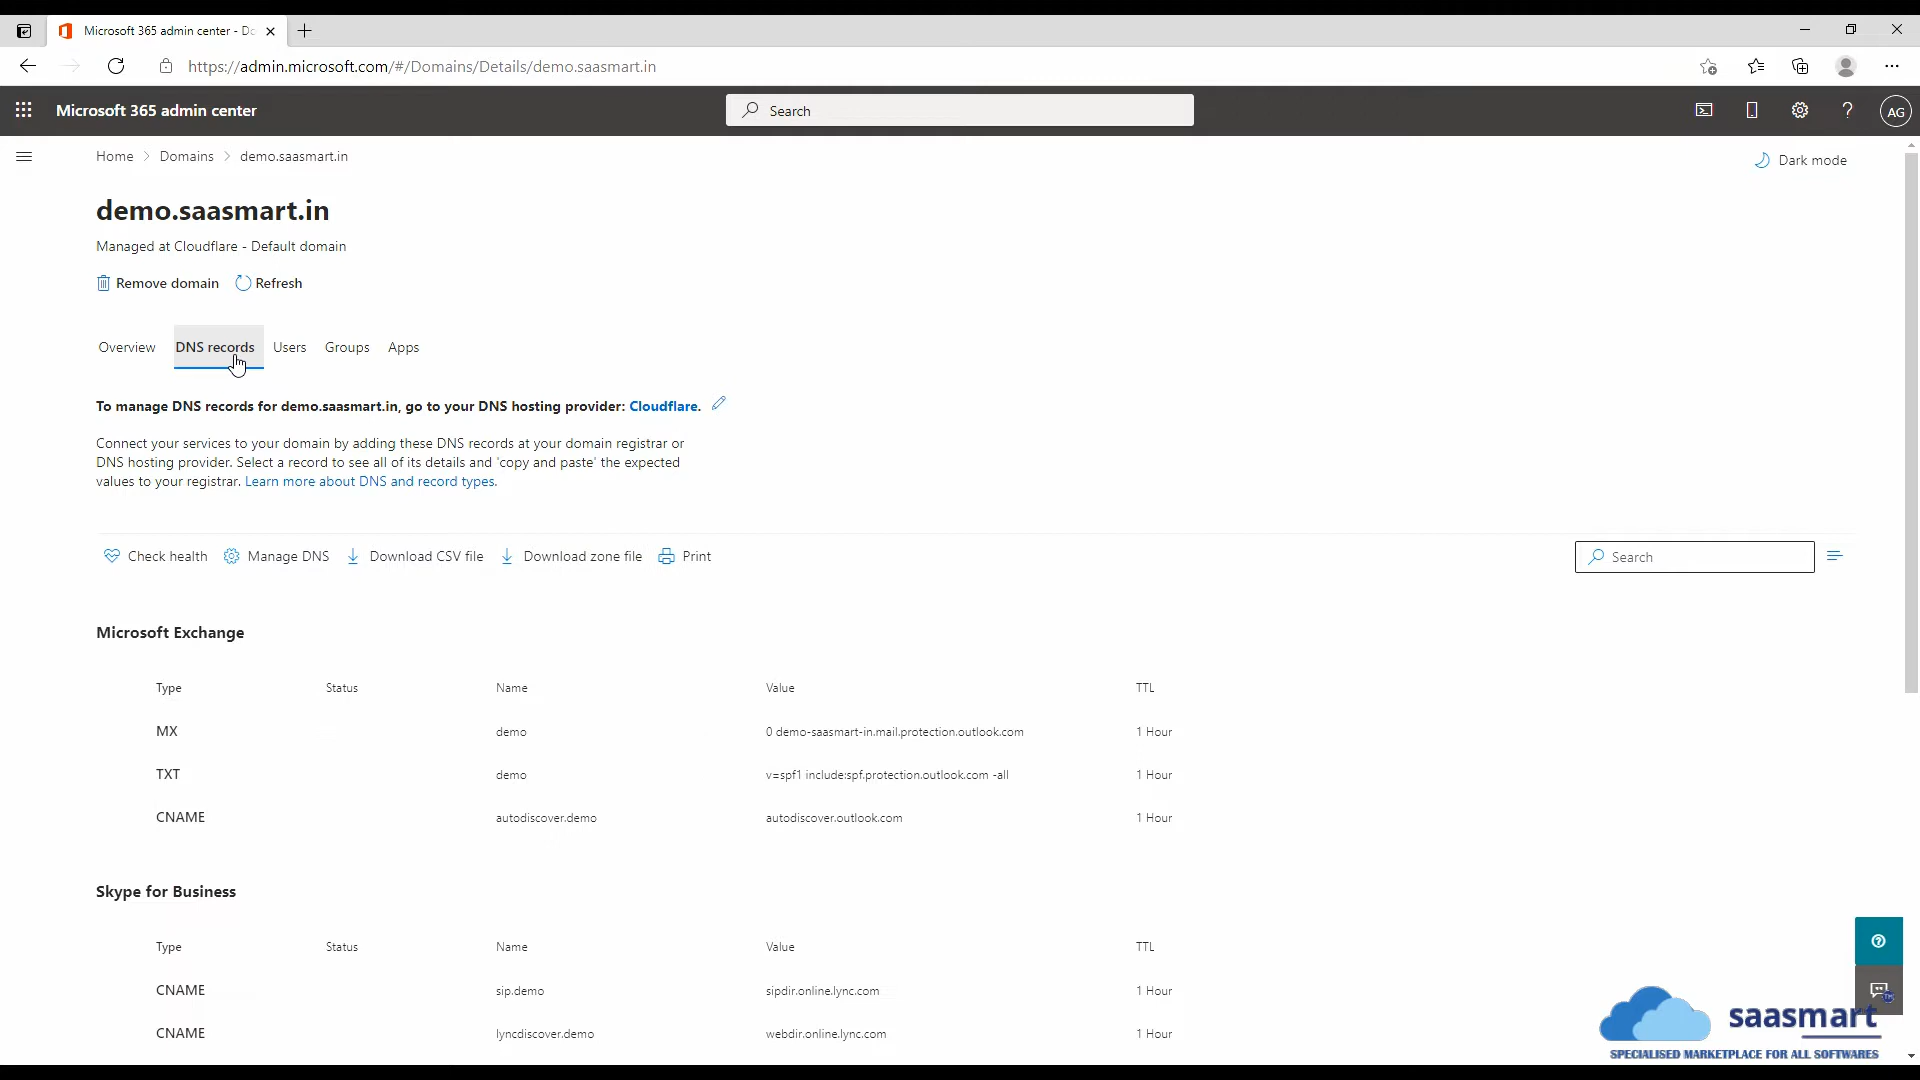 Microsoft 365 admin center - Do
https://admin.microsoft.com/#/Domains/Details/demo.saasmart.in
Microsoft 365 admin center
Search
AG
Home > Domains > demo.saasmart.in
Dark mode
demo.saasmart.in
Managed at Cloudflare - Default domain
Remove domain Refresh
Overview DNS records Users Groups Apps
To manage DNS records for demo.saasmart.in, go to your DNS hosting provider: Cloudflare.
Connect your services to your domain by adding these DNS records at your domain registrar or
DNS hosting provider. Select a record to see all of its details and 'copy and paste' the expected
values to your registrar. Learn more about DNS and record types.
Check health Manage DNS Download CSV file Download zone file Print
Search
Microsoft Exchange
Type Status Name Value TTL
MX demo 0 demo-saasmart-in.mail.protection.outlook.com 1 Hour
TXT demo v=spf1 include:spf.protection.outlook.com -all 1 Hour
CNAME autodiscover.demo autodiscover.outlook.com 1 Hour
Skype for Business
Type Status Name Value TTL
CNAME sip.demo sipdir.online.lync.com 1 Hour
CNAME lyncdiscover.demo webdir.online.lync.com 1 Hour
saasmart
SPECIALISED MARKETPLACE FOR ALL SOFTWARES